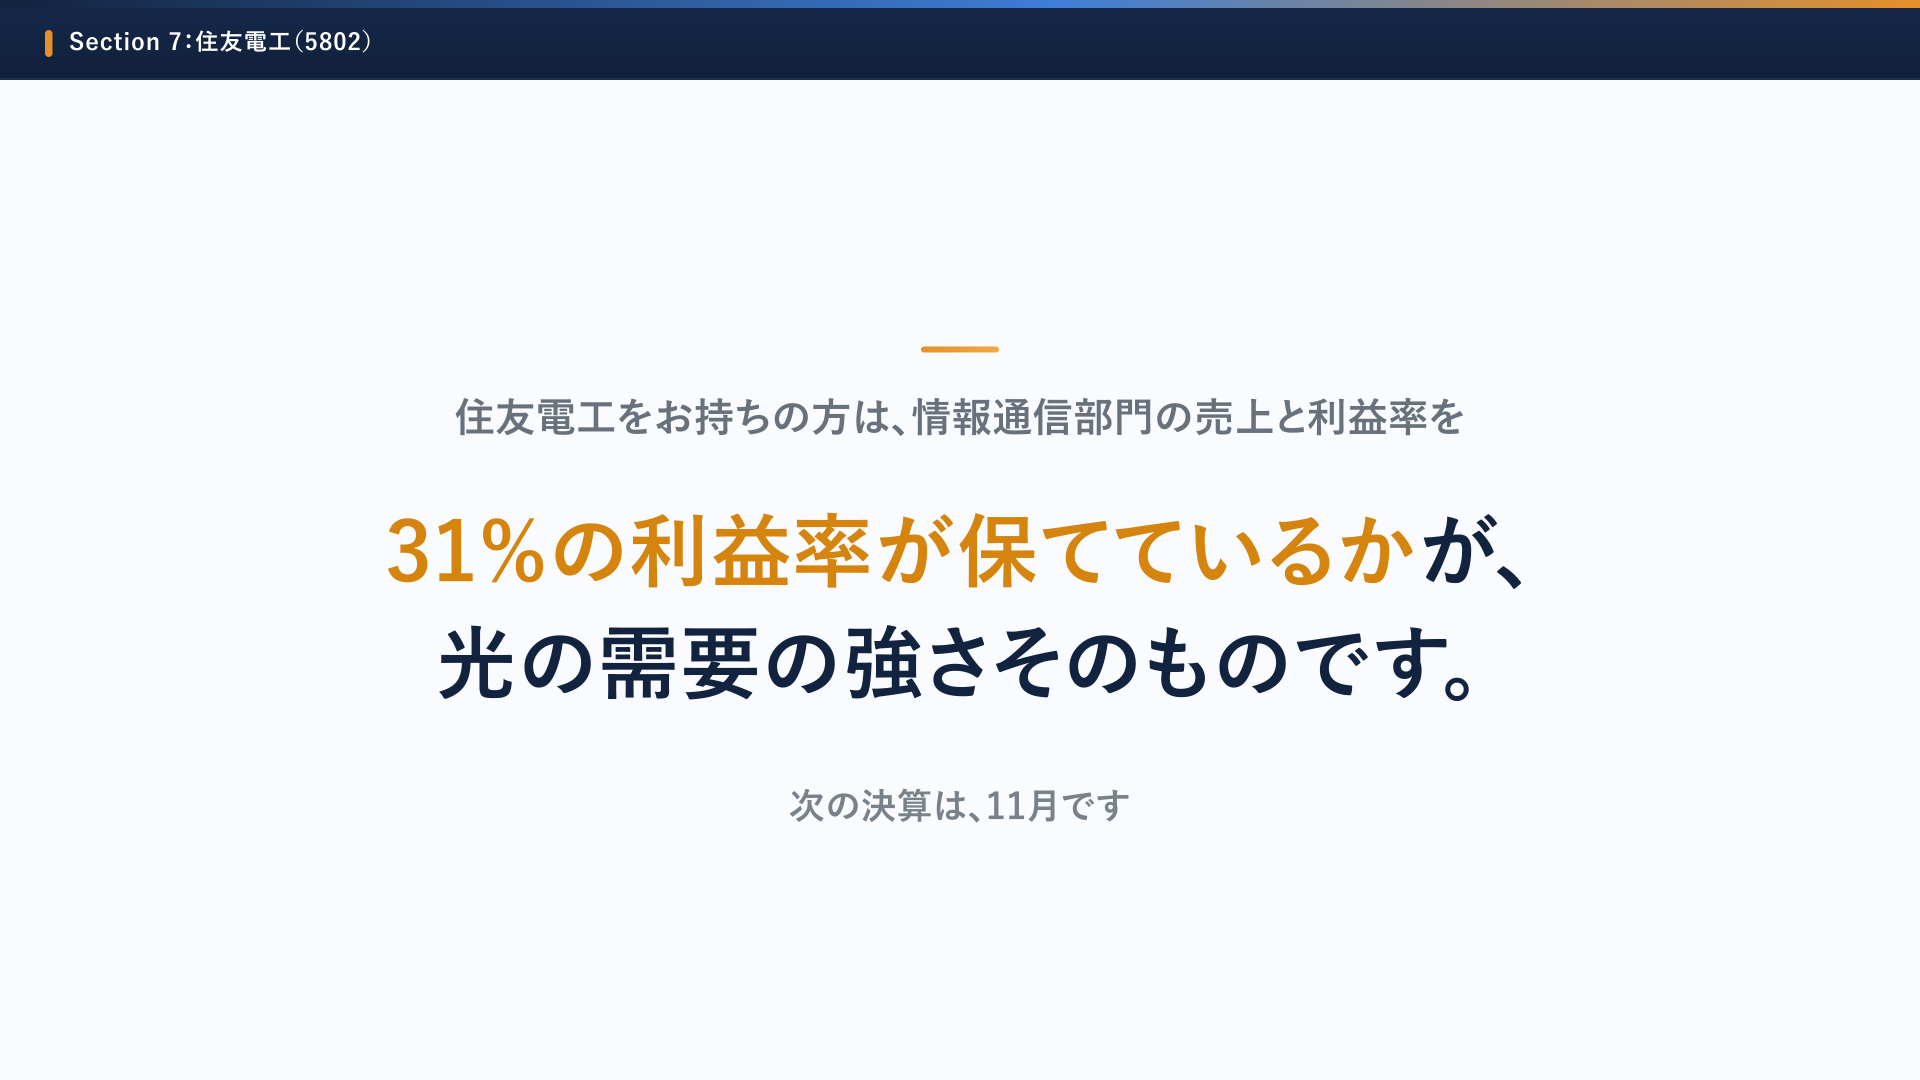 Section 7：住友電工（5802）
住友電工をお持ちの方は、情報通信部門の売上と利益率を
31%の利益率が保てているかが、
光の需要の強さそのものです。
次の決算は、11月です